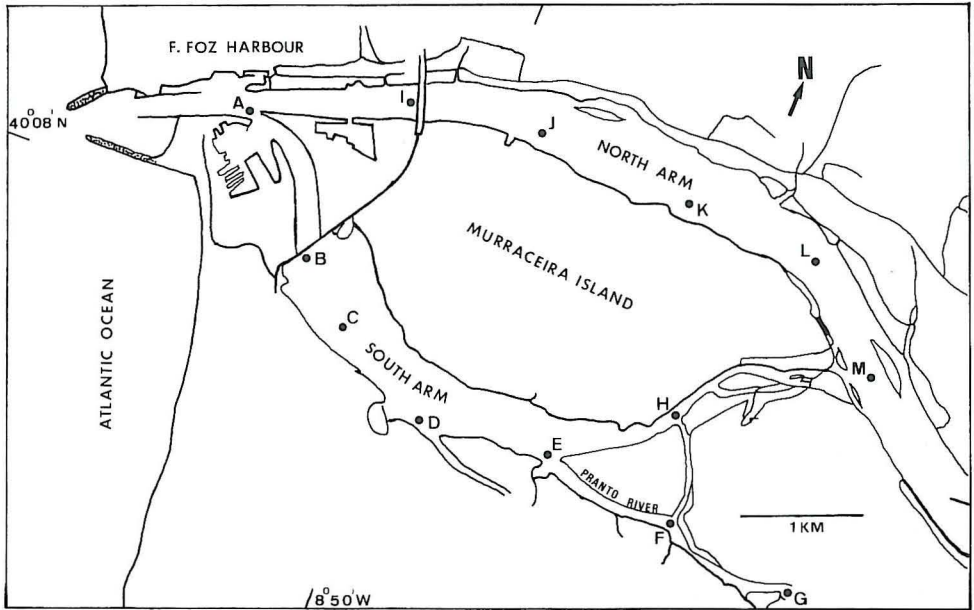 F. FOZ HARBOUR
N
A
I
40°08'N
J
NORTH ARM
K
MURRACEIRA ISLAND
B
L
ATLANTIC OCEAN
C
SOUTH ARM
M
H
D
E
PRANTO RIVER
1KM
F
8°50'W
G